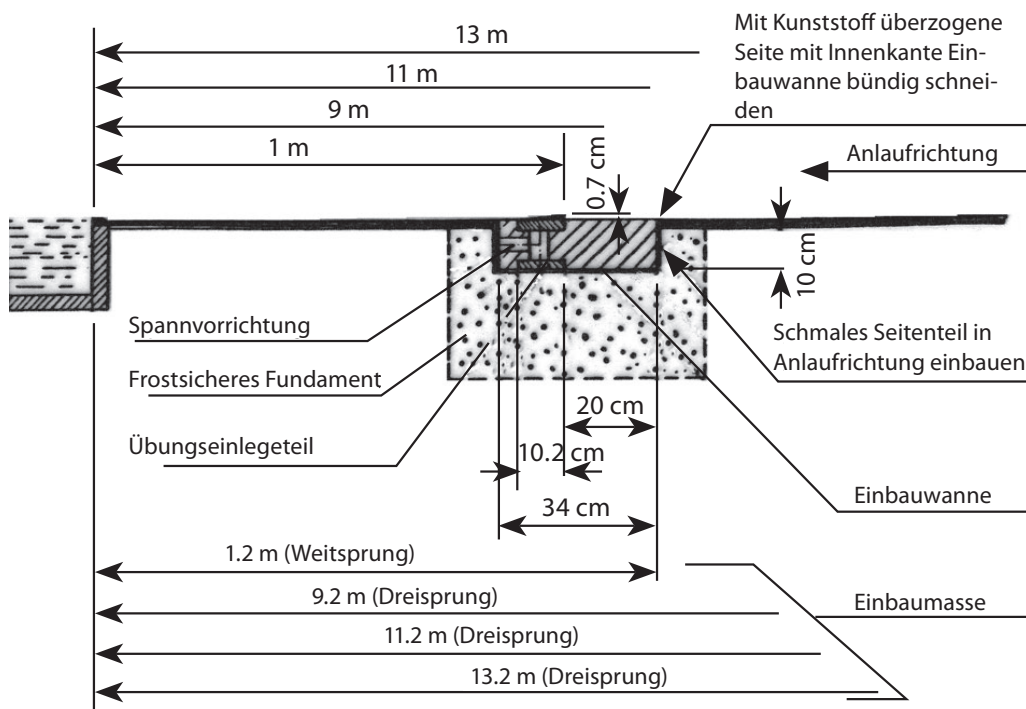 Mit Kunststoff überzogene
Seite mit Innenkante Ein-
bauwanne bündig schnei-
den
13 m
11 m
9 m
1 m
0.7 cm
Anlaufrichtung
10 cm
Spannvorrichtung
Schmales Seitenteil in
Anlaufrichtung einbauen
Frostsicheres Fundament
20 cm
Übungseinlegeteil
10.2 cm
Einbauwanne
34 cm
1.2 m (Weitsprung)
9.2 m (Dreisprung)
Einbaumasse
11.2 m (Dreisprung)
13.2 m (Dreisprung)